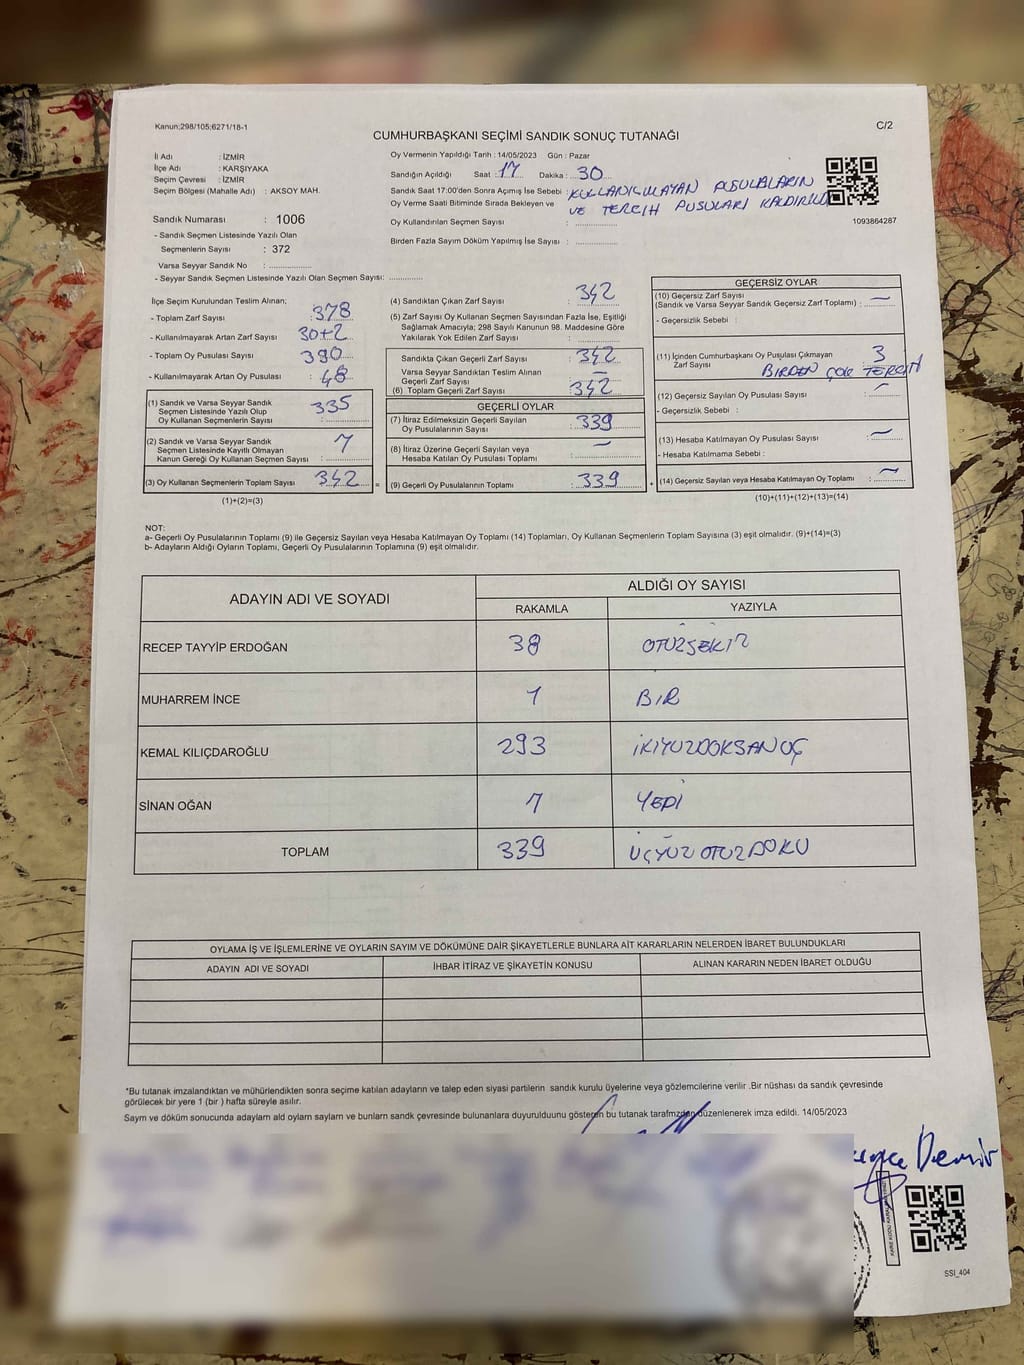 Kanun;298/105;6271/18-1
C/2
CUMHURBAŞKANI SEÇİMİ SANDIK SONUÇ TUTANAĞI
İl Adı : İZMİR
İlçe Adı : KARŞIYAKA
Seçim Çevresi : İZMİR
Seçim Bölgesi (Mahalle Adı) : AKSOY MAH.
Sandık Numarası : 1006
- Sandık Seçmen Listesinde Yazılı Olan
Seçmenlerin Sayısı : 372
Varsa Seyyar Sandık No : ..................
- Seyyar Sandık Seçmen Listesinde Yazılı Olan Seçmen Sayısı: ..............
Oy Vermenin Yapıldığı Tarih : 14/05/2023 Gün : Pazar
Sandığın Açıldığı Saat : 17 Dakika : 30
Sandık Saat 17:00'den Sonra Açımış İse Sebebi : KULLANILMAYAN PUSULALARIN
Oy Verme Saati Bitiminde Sırada Bekleyen ve VE TERCİH PUSULARI KALDIRILDI
Oy Kullandırılan Seçmen Sayısı : ..................
Birden Fazla Sayım Döküm Yapılmış İse Sayısı : ..................
1093864287
İlçe Seçim Kurulundan Teslim Alınan;
- Toplam Zarf Sayısı : 378
- Kullanılmayarak Artan Zarf Sayısı : 30+2
- Toplam Oy Pusulası Sayısı : 390
- Kullanılmayarak Artan Oy Pusulası : 48
(1) Sandık ve Varsa Seyyar Sandık
Seçmen Listesinde Yazılı Olup
Oy Kullanan Seçmenlerin Sayısı : 335
(2) Sandık ve Varsa Seyyar Sandık
Seçmen Listesinde Kayıtlı Olmayan
Kanun Gereği Oy Kullanan Seçmen Sayısı : 7
(3) Oy Kullanan Seçmenlerin Toplam Sayısı : 342
(1)+(2)=(3)
(4) Sandıktan Çıkan Zarf Sayısı : 342
(5) Zarf Sayısı Oy Kullanan Seçmen Sayısından Fazla İse, Eşitliği
Sağlamak Amacıyla; 298 Sayılı Kanunun 98. Maddesine Göre
Yakılarak Yok Edilen Zarf Sayısı : ..................
Sandıkta Çıkan Geçerli Zarf Sayısı : 342
Varsa Seyyar Sandıktan Teslim Alınan
Geçerli Zarf Sayısı : —
(6) Toplam Geçerli Zarf Sayısı : 342
GEÇERLİ OYLAR
(7) İtiraz Edilmeksizin Geçerli Sayılan
Oy Pusulalarının Sayısı : 339
(8) İtiraz Üzerine Geçerli Sayılan veya
Hesaba Katılan Oy Pusulası Toplamı : —
= (9) Geçerli Oy Pusulalarının Toplamı : 339
GEÇERSİZ OYLAR
(10) Geçersiz Zarf Sayısı
(Sandık ve Varsa Seyyar Sandık Geçersiz Zarf Toplamı) : —
- Geçersizlik Sebebi :
(11) İçinden Cumhurbaşkanı Oy Pusulası Çıkmayan
Zarf Sayısı : 3
BİRDEN ÇOK TERCİH
(12) Geçersiz Sayılan Oy Pusulası Sayısı : —
- Geçersizlik Sebebi :
(13) Hesaba Katılmayan Oy Pusulası Sayısı : —
- Hesaba Katılmama Sebebi :
+ (14) Geçersiz Sayılan veya Hesaba Katılmayan Oy Toplamı : —
(10)+(11)+(12)+(13)=(14)
NOT:
a- Geçerli Oy Pusulalarının Toplamı (9) ile Geçersiz Sayılan veya Hesaba Katılmayan Oy Toplamı (14) Toplamları, Oy Kullanan Seçmenlerin Toplam Sayısına (3) eşit olmalıdır. (9)+(14)=(3)
b- Adayların Aldığı Oyların Toplamı, Geçerli Oy Pusulalarının Toplamına (9) eşit olmalıdır.
ADAYIN ADI VE SOYADI ALDIĞI OY SAYISI
RAKAMLA YAZIYLA
RECEP TAYYİP ERDOĞAN 38 OTUZSEKİZ
MUHARREM İNCE 1 BİR
KEMAL KILIÇDAROĞLU 293 İKİYÜZDOKSANÜÇ
SİNAN OĞAN 7 YEDİ
TOPLAM 339 ÜÇYÜZOTUZDOKU
OYLAMA İŞ VE İŞLEMLERİNE VE OYLARIN SAYIM VE DÖKÜMÜNE DAİR ŞİKAYETLERLE BUNLARA AİT KARARLARIN NELERDEN İBARET BULUNDUKLARI
ADAYIN ADI VE SOYADI İHBAR İTİRAZ VE ŞİKAYETİN KONUSU ALINAN KARARIN NEDEN İBARET OLDUĞU
*Bu tutanak imzalandıktan ve mühürlendikten sonra seçime katılan adayların ve talep eden siyasi partilerin sandık kurulu üyelerine veya gözlemcilerine verilir .Bir nüshası da sandık çevresinde
görülecek bir yere 1 (bir ) hafta süreyle asılır.
Saym ve döküm sonucunda adaylam ald oylam saylam ve bunlarn sandk çevresinde bulunanlara duyurulduunu gösteren bu tutanak tarafmzdan düzenlenerek imza edildi. 14/05/2023
Demir
SSI_404